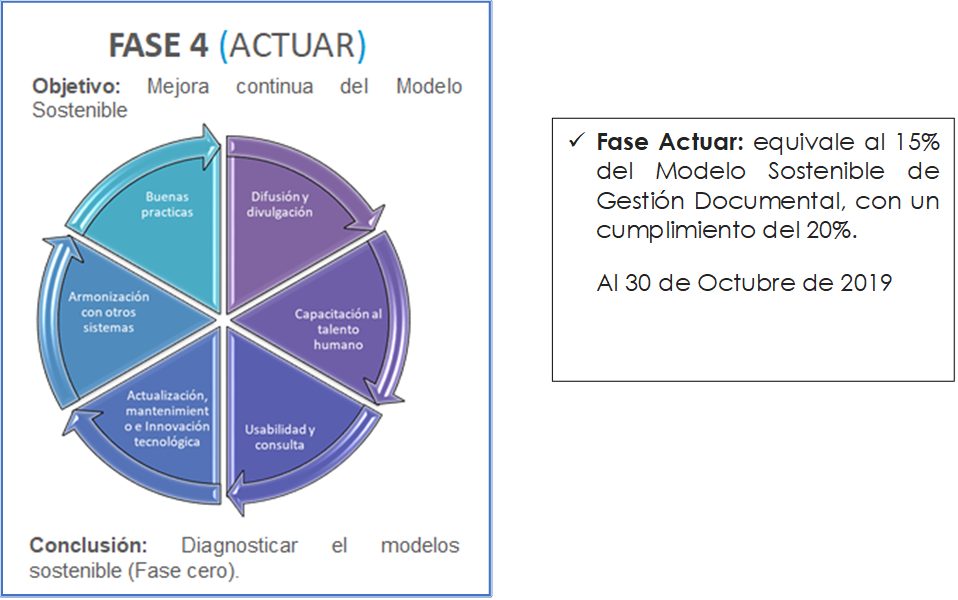 FASE 4 (ACTUAR)
Objetivo: Mejora continua del Modelo
Sostenible
Buenas
practicas
Difusión y
divulgación
Capacitación al
talento
humano
Usabilidad y
consulta
Actualización,
mantenimient
o e Innovación
tecnológica
Armonización
con otros
sistemas
Conclusión: Diagnosticar el modelos
sostenible (Fase cero).
✓ Fase Actuar: equivale al 15%
del Modelo Sostenible de
Gestión Documental, con un
cumplimiento del 20%.
Al 30 de Octubre de 2019